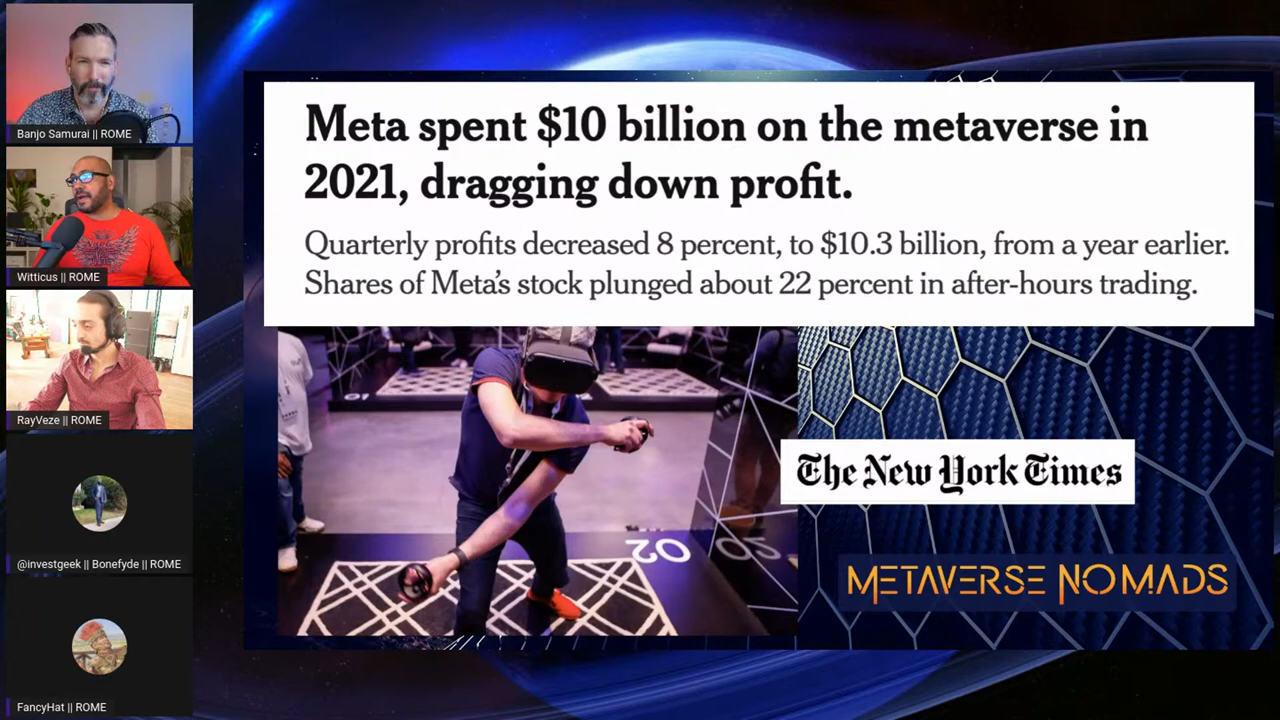 Banjo Samurai || ROME
Witticus || ROME
RayVeze || ROME
@investgeek || Bonefyde || ROME
FancyHat || ROME
Meta spent $10 billion on the metaverse in
2021, dragging down profit.
Quarterly profits decreased 8 percent, to $10.3 billion, from a year earlier.
Shares of Meta's stock plunged about 22 percent in after-hours trading.
01
02
The New York Times
METAVERSE NOMADS